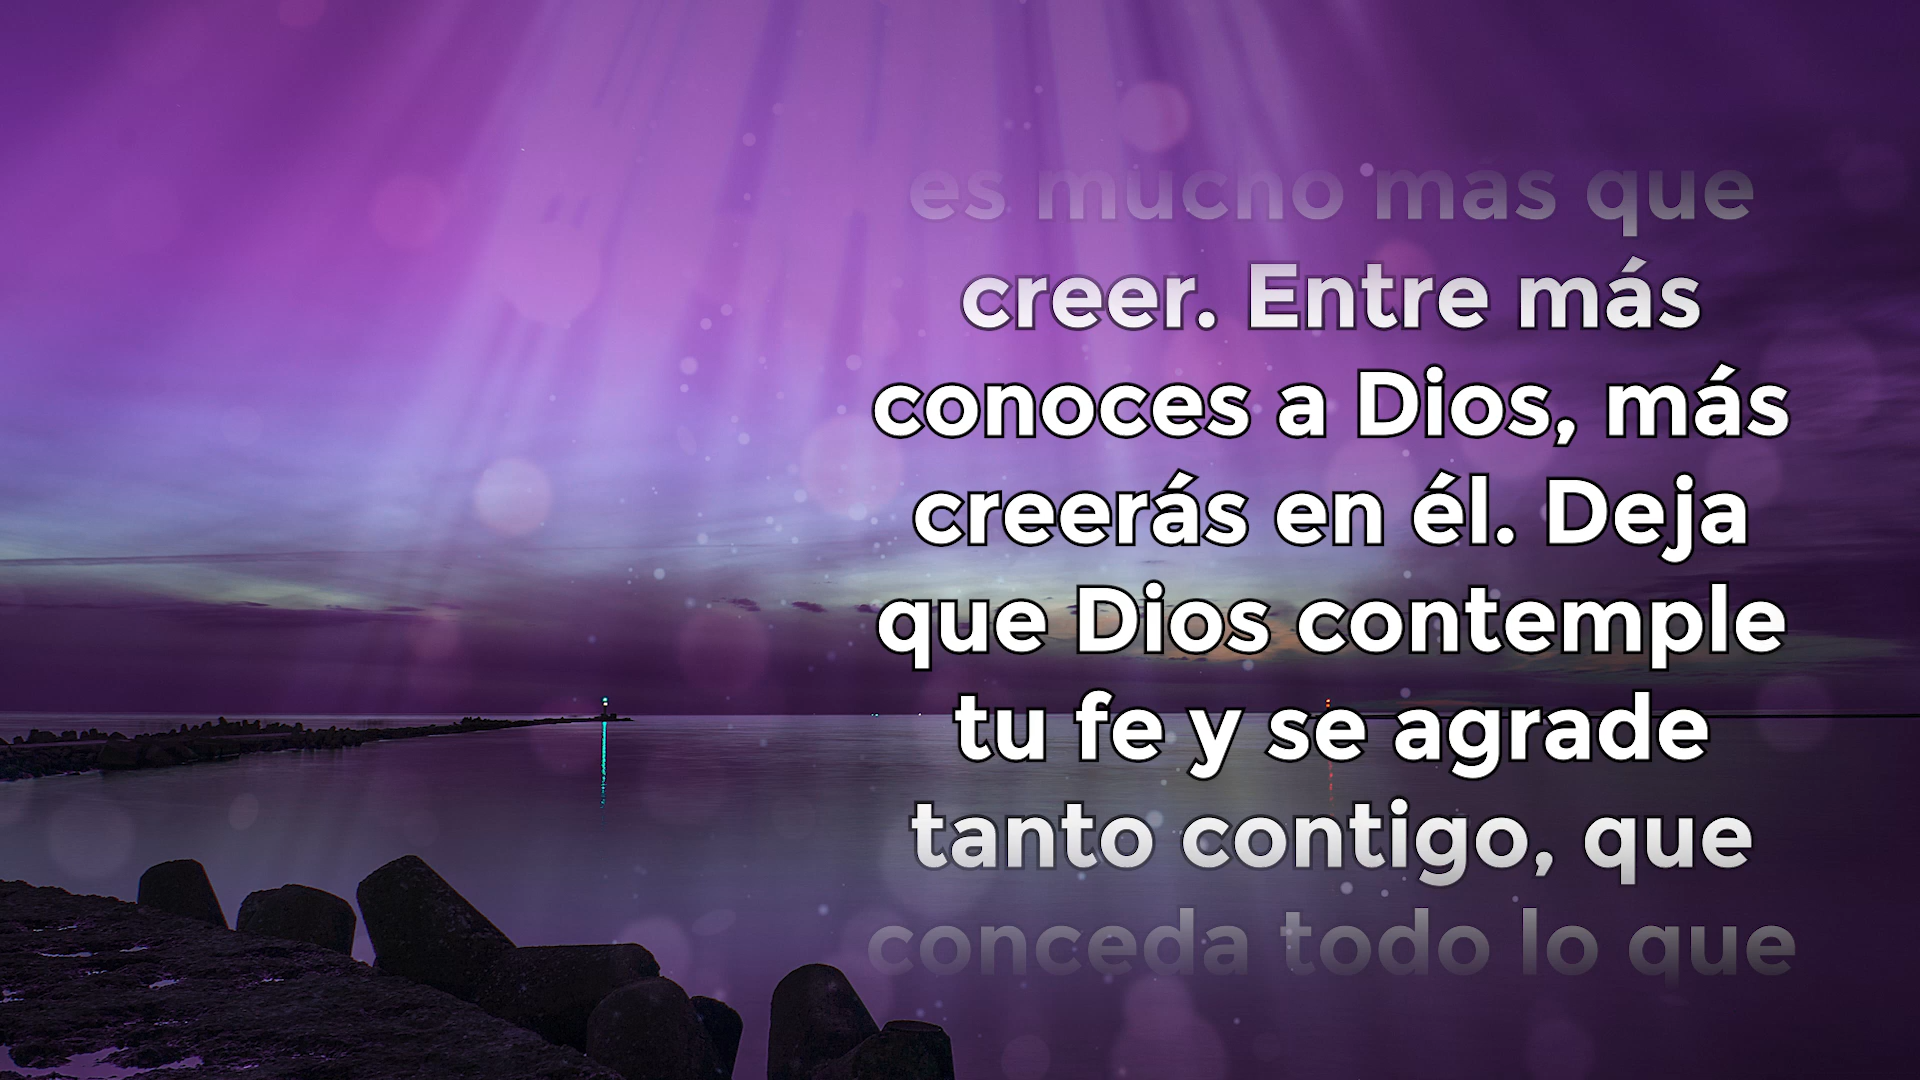 es mucho mas que
creer. Entre más
conoces a Dios, más
creerás en él. Deja
que Dios contemple
tu fe y se agrade
tanto contigo, que
conceda todo lo que